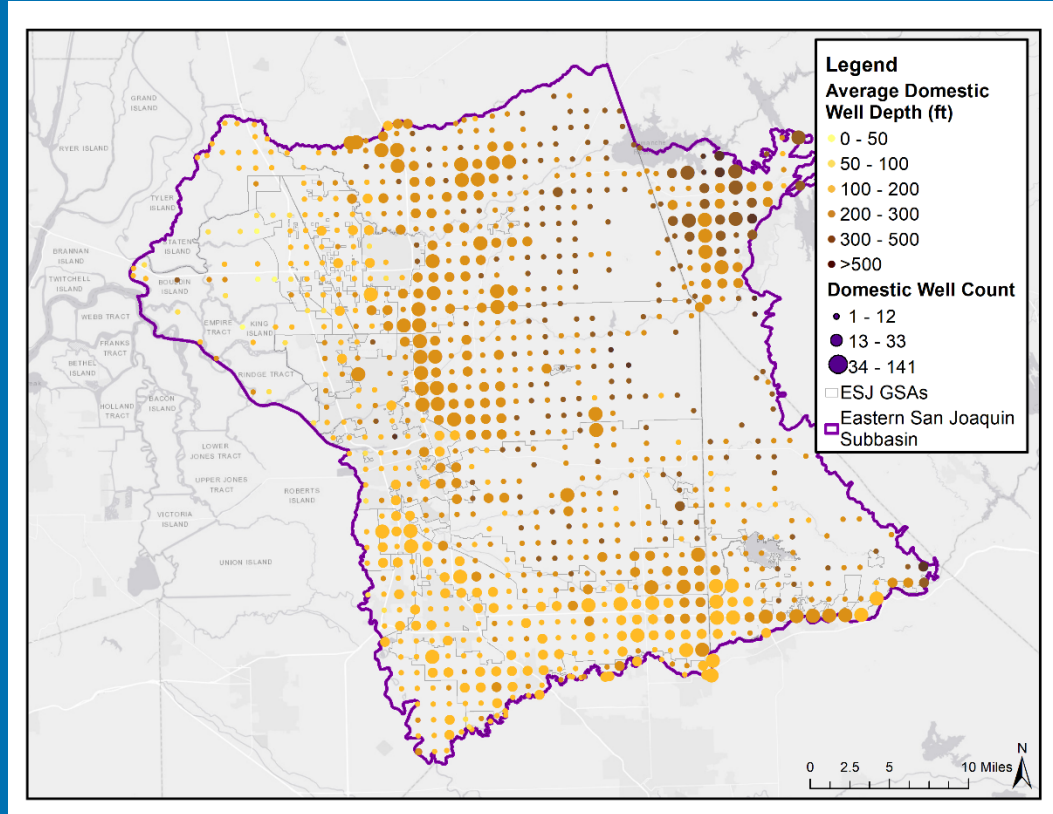 GRAND
ISLAND
RYER ISLAND
TYLER
ISLAND
STATEN
ISLAND
BRANNAN
ISLAND
TWITCHELL
ISLAND
BOULDIN
ISLAND
WEBB TRACT
EMPIRE
TRACT
KING
ISLAND
FRANKS
TRACT
BETHEL
ISLAND
RINDGE TRACT
HOLLAND
TRACT
BACON
ISLAND
LOWER
JONES TRACT
UPPER JONES
TRACT
ROBERTS
ISLAND
VICTORIA
ISLAND
UNION ISLAND
Legend
Average Domestic
Well Depth (ft)
0 - 50
50 - 100
100 - 200
200 - 300
300 - 500
>500
Domestic Well Count
1 - 12
13 - 33
34 - 141
ESJ GSAs
Eastern San Joaquin
Subbasin
N
0 2.5 5 10 Miles